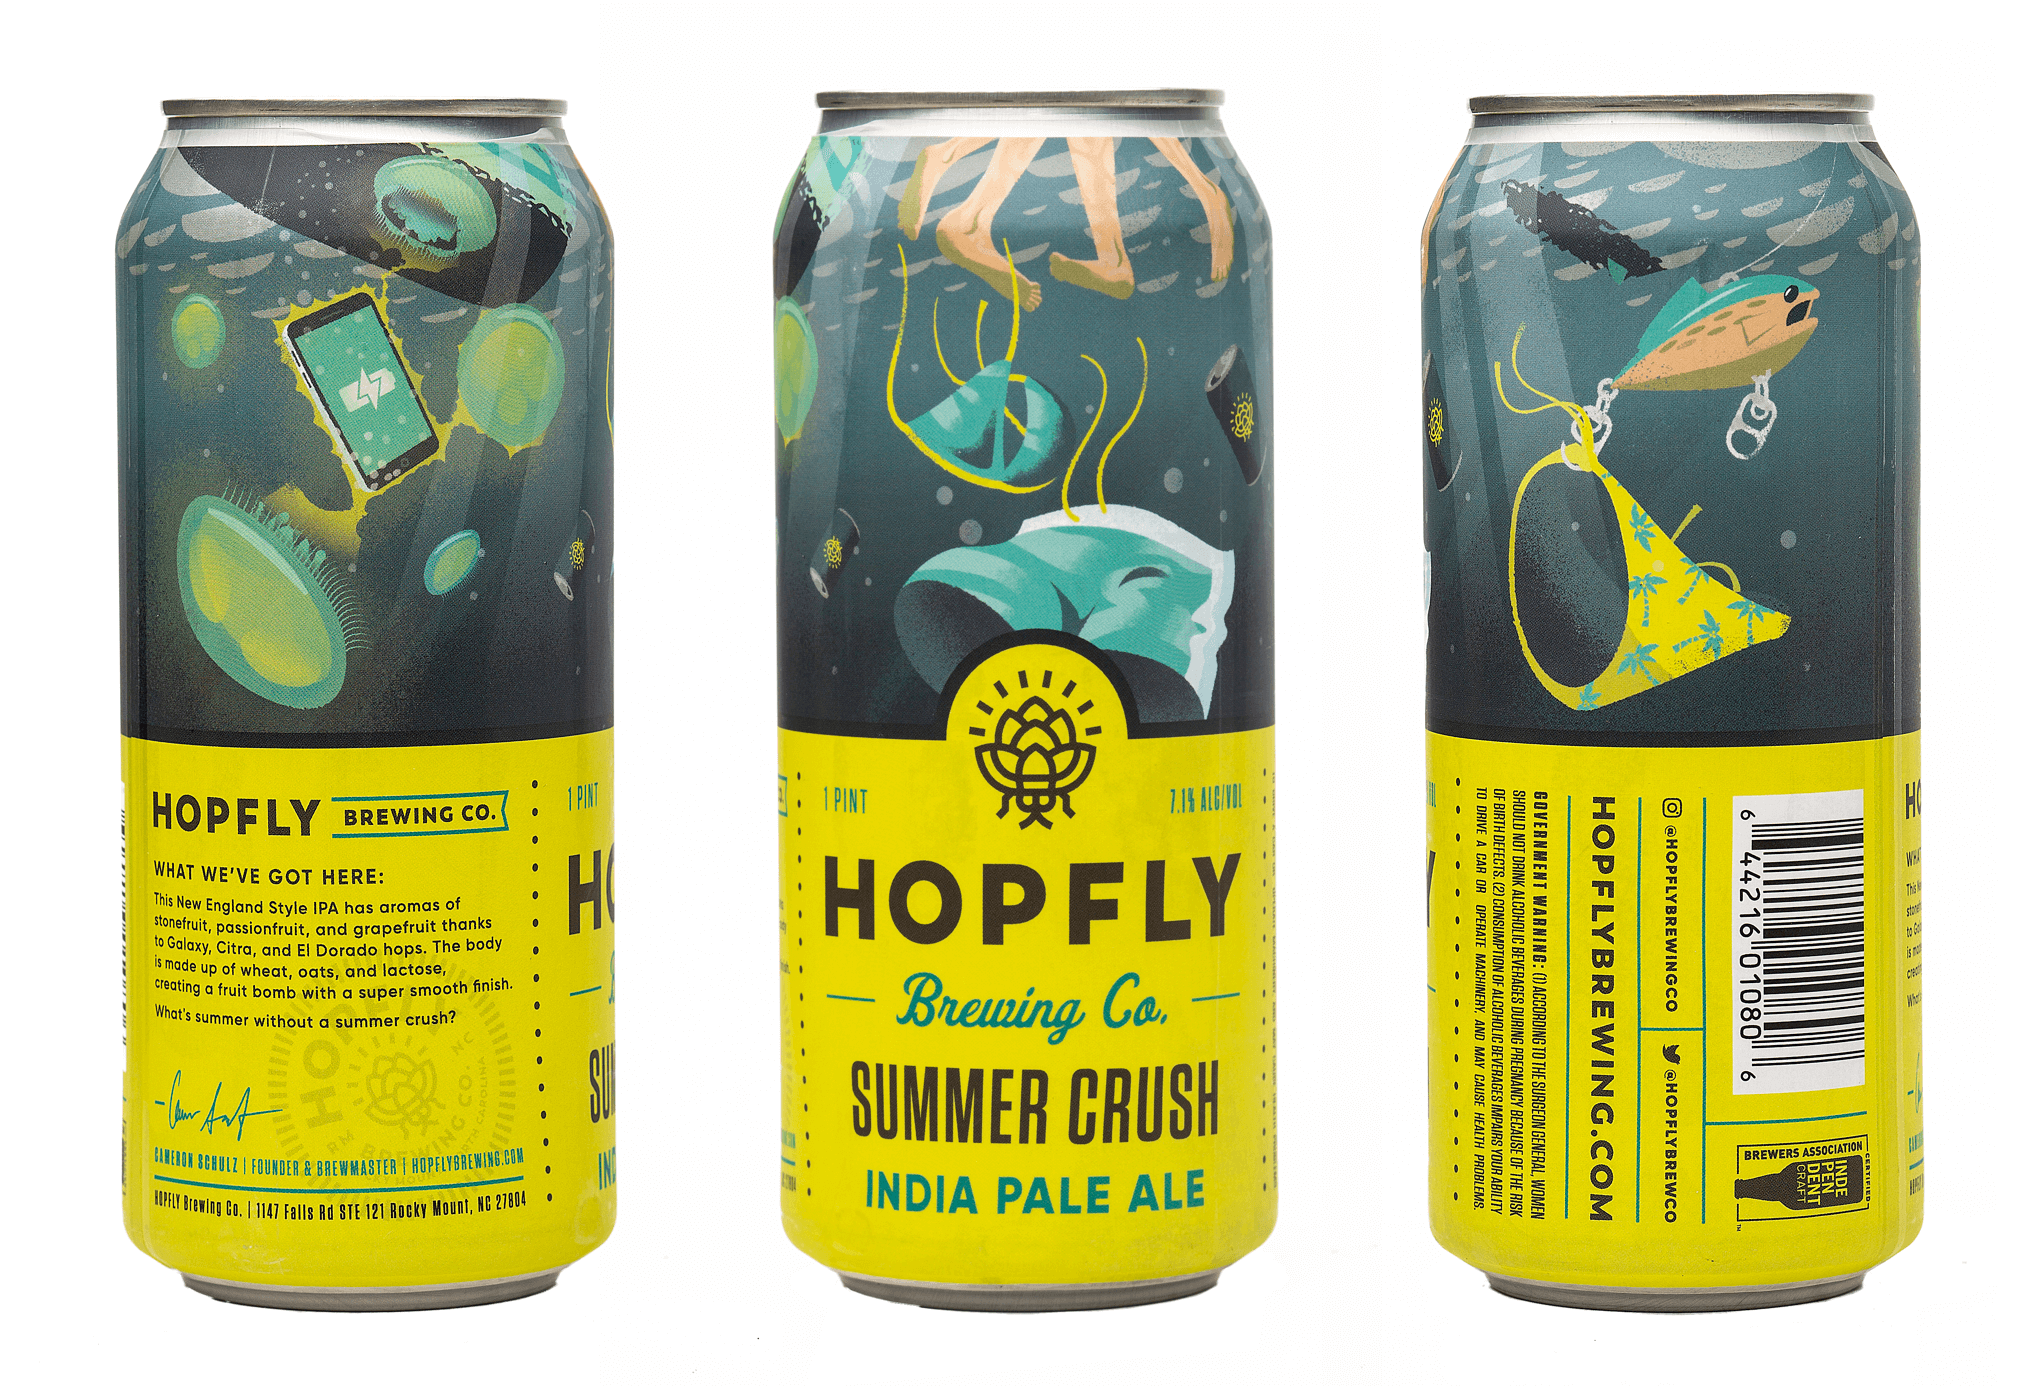 HOPFLY BREWING CO.
WHAT WE'VE GOT HERE:
This New England Style IPA has aromas of
stonefruit, passionfruit, and grapefruit thanks
to Galaxy, Citra, and El Dorado hops. The body
is made up of wheat, oats, and lactose,
creating a fruit bomb with a super smooth finish.
What's summer without a summer crush?
HOPFLY
RM BREWING CO. NC
CAMERON SCHULZ | FOUNDER & BREWMASTER | HOPFLYBREWING.COM
HOPFLY Brewing Co. | 1147 Falls Rd STE 121 Rocky Mount, NC 27804
1 PINT
1 PINT
7.1% ALC/VOL
HOPFLY
Brewing Co.
SUMMER CRUSH
INDIA PALE ALE
GOVERNMENT WARNING: (1) ACCORDING TO THE SURGEON GENERAL, WOMEN
SHOULD NOT DRINK ALCOHOLIC BEVERAGES DURING PREGNANCY BECAUSE OF THE RISK
OF BIRTH DEFECTS. (2) CONSUMPTION OF ALCOHOLIC BEVERAGES IMPAIRS YOUR ABILITY
TO DRIVE A CAR OR OPERATE MACHINERY, AND MAY CAUSE HEALTH PROBLEMS.
HOPFLYBREWING.COM
@HOPFLYBREWINGCO
@HOPFLYBREWCO
6 44216 01080 6
BREWERS ASSOCIATION
CERTIFIED
INDE
PEN
DENT
CRAFT
TM